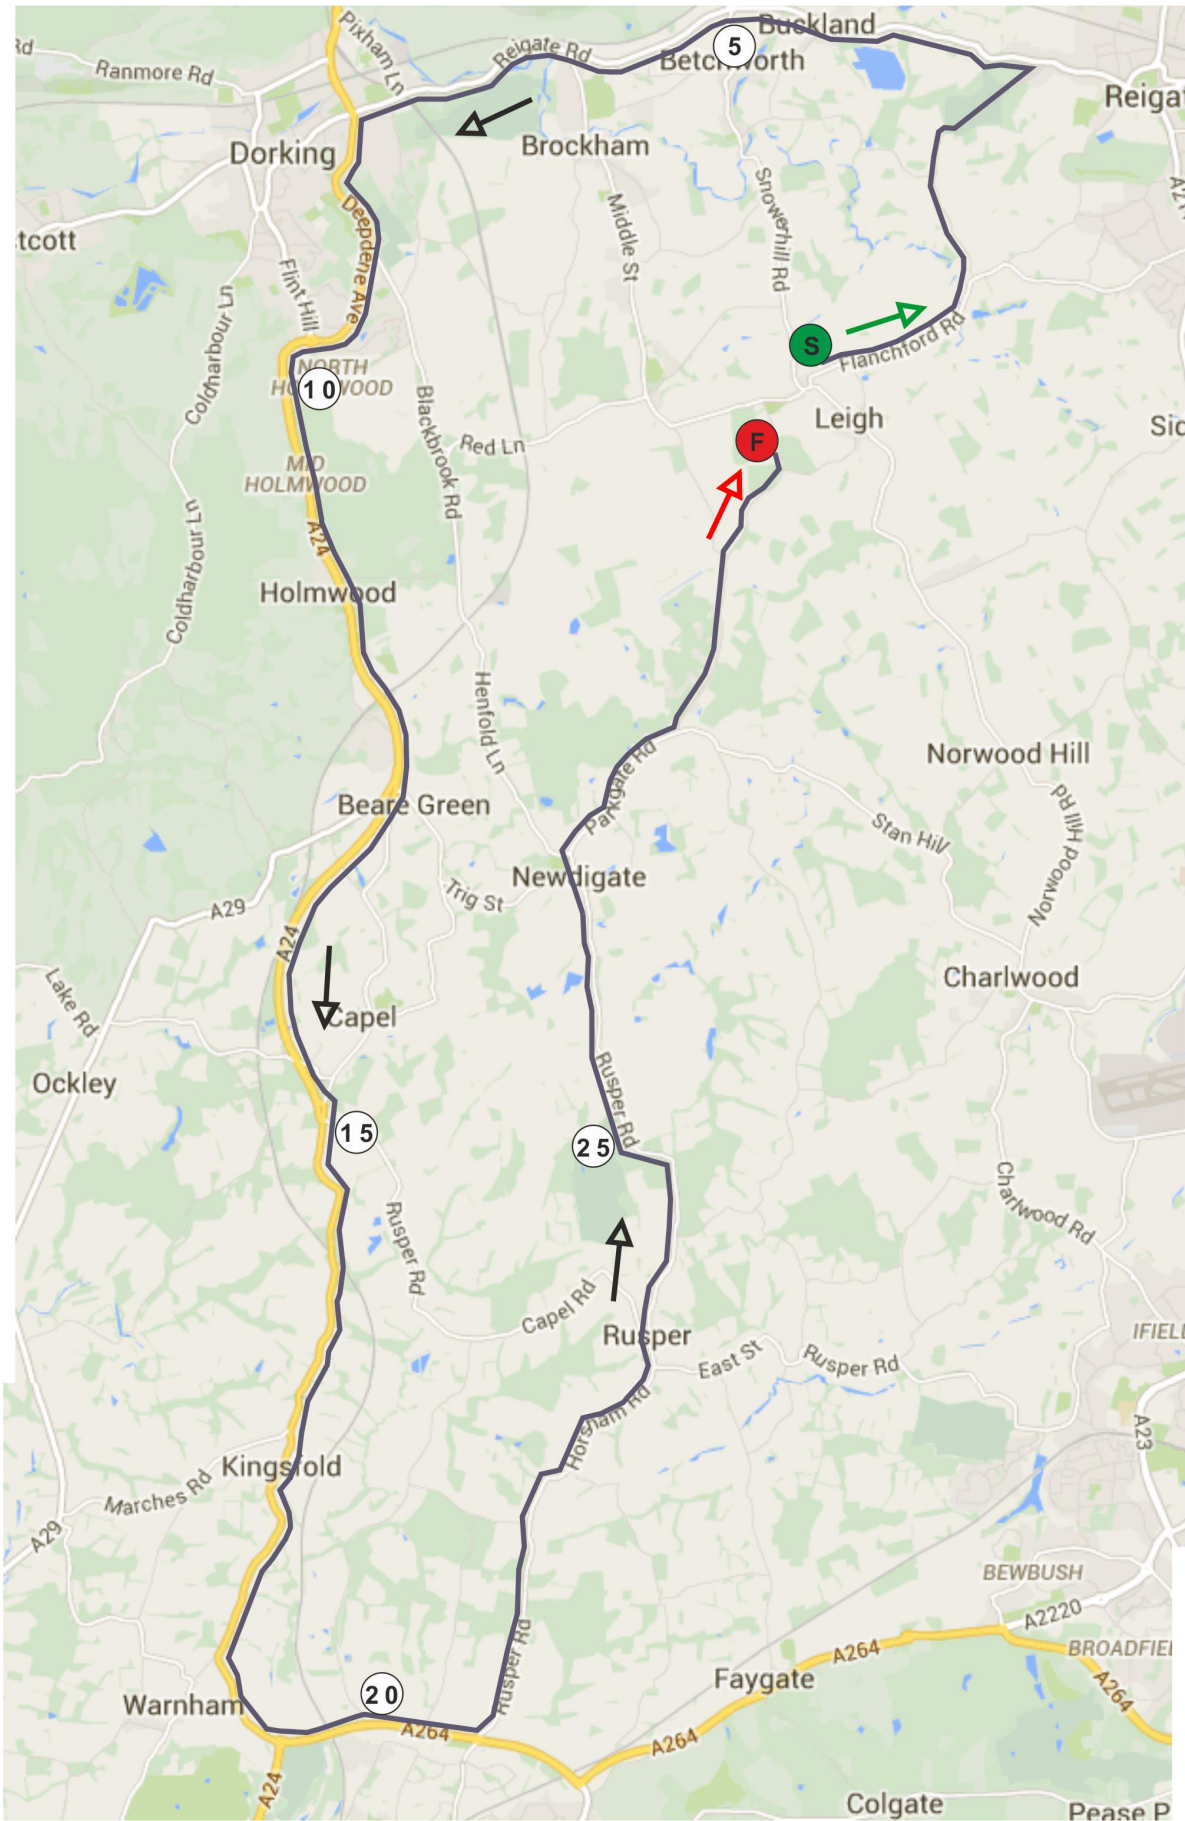 Buckland
5
Betchworth
Pixham Ln
Reigate Rd
Rd
Ranmore Rd
Reigat
Dorking
Brockham
A217
Snowerhill Rd
Middle St
tcott
Deepdene Ave
Flint Hill
Coldharbour Ln
S
Flanchford Rd
NORTH
HOLMWOOD
10
Blackbrook Rd
Leigh
Sid
F
Red Ln
MID
HOLMWOOD
A24
Coldharbour Ln
Holmwood
Henfold Ln
Norwood Hill
Parkgate Rd
Beare Green
Stan Hill
Norwood Hill Rd
Newdigate
Trig St
A29
A24
Charlwood
Lake Rd
Capel
Ockley
Rusper Rd
15
25
Charlwood Rd
Rusper Rd
Capel Rd
Rusper
IFIEL
East St
Rusper Rd
Horsham Rd
A23
Kingsfold
Marches Rd
A29
BEWBUSH
A2220
Rusper Rd
A264
BROADFIE
Faygate
20
Warnham
A264
A264
A264
A24
Colgate
Pease P